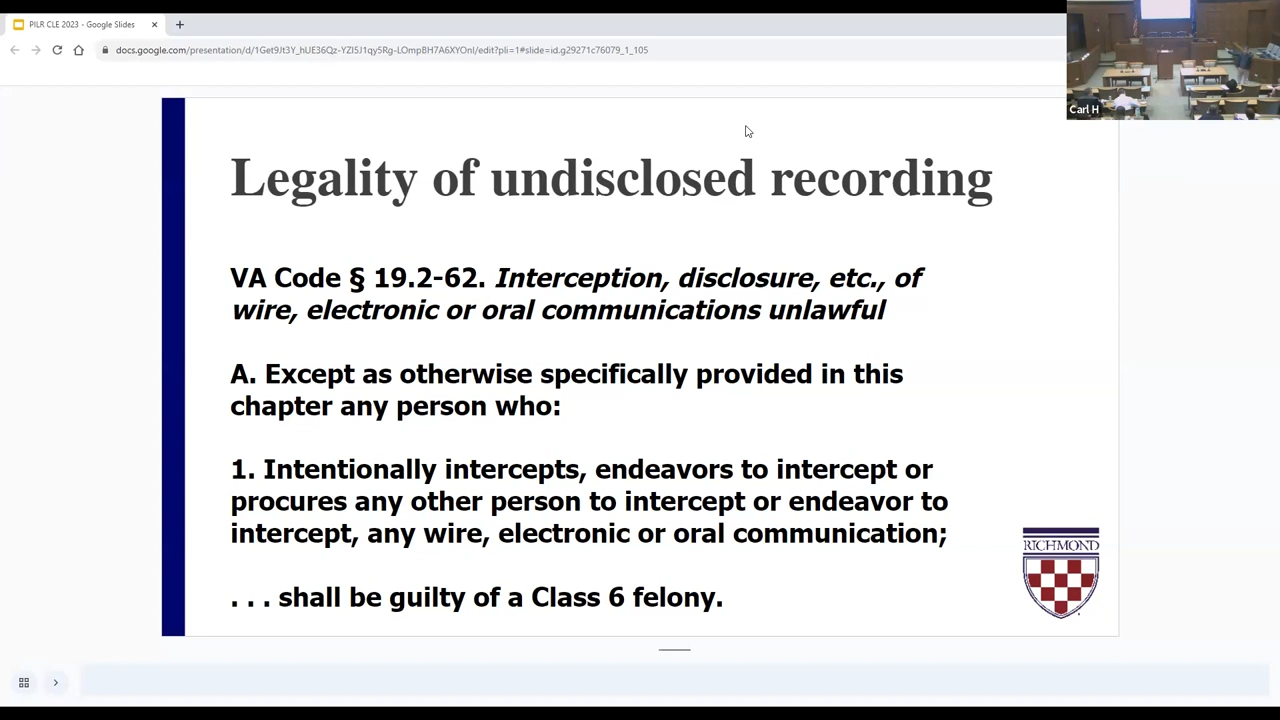 PILR CLE 2023 - Google Slides
docs.google.com/presentation/d/1Get9Jt3Y_hUE36Qz-YZI5J1qy5Rg-LOmpBH7A6XYOnI/edit?pli=1#slide=id.g29271c76079_1_105
Carl H
Legality of undisclosed recording
VA Code § 19.2-62. Interception, disclosure, etc., of
wire, electronic or oral communications unlawful
A. Except as otherwise specifically provided in this
chapter any person who:
1. Intentionally intercepts, endeavors to intercept or
procures any other person to intercept or endeavor to
intercept, any wire, electronic or oral communication;
. . . shall be guilty of a Class 6 felony.
RICHMOND